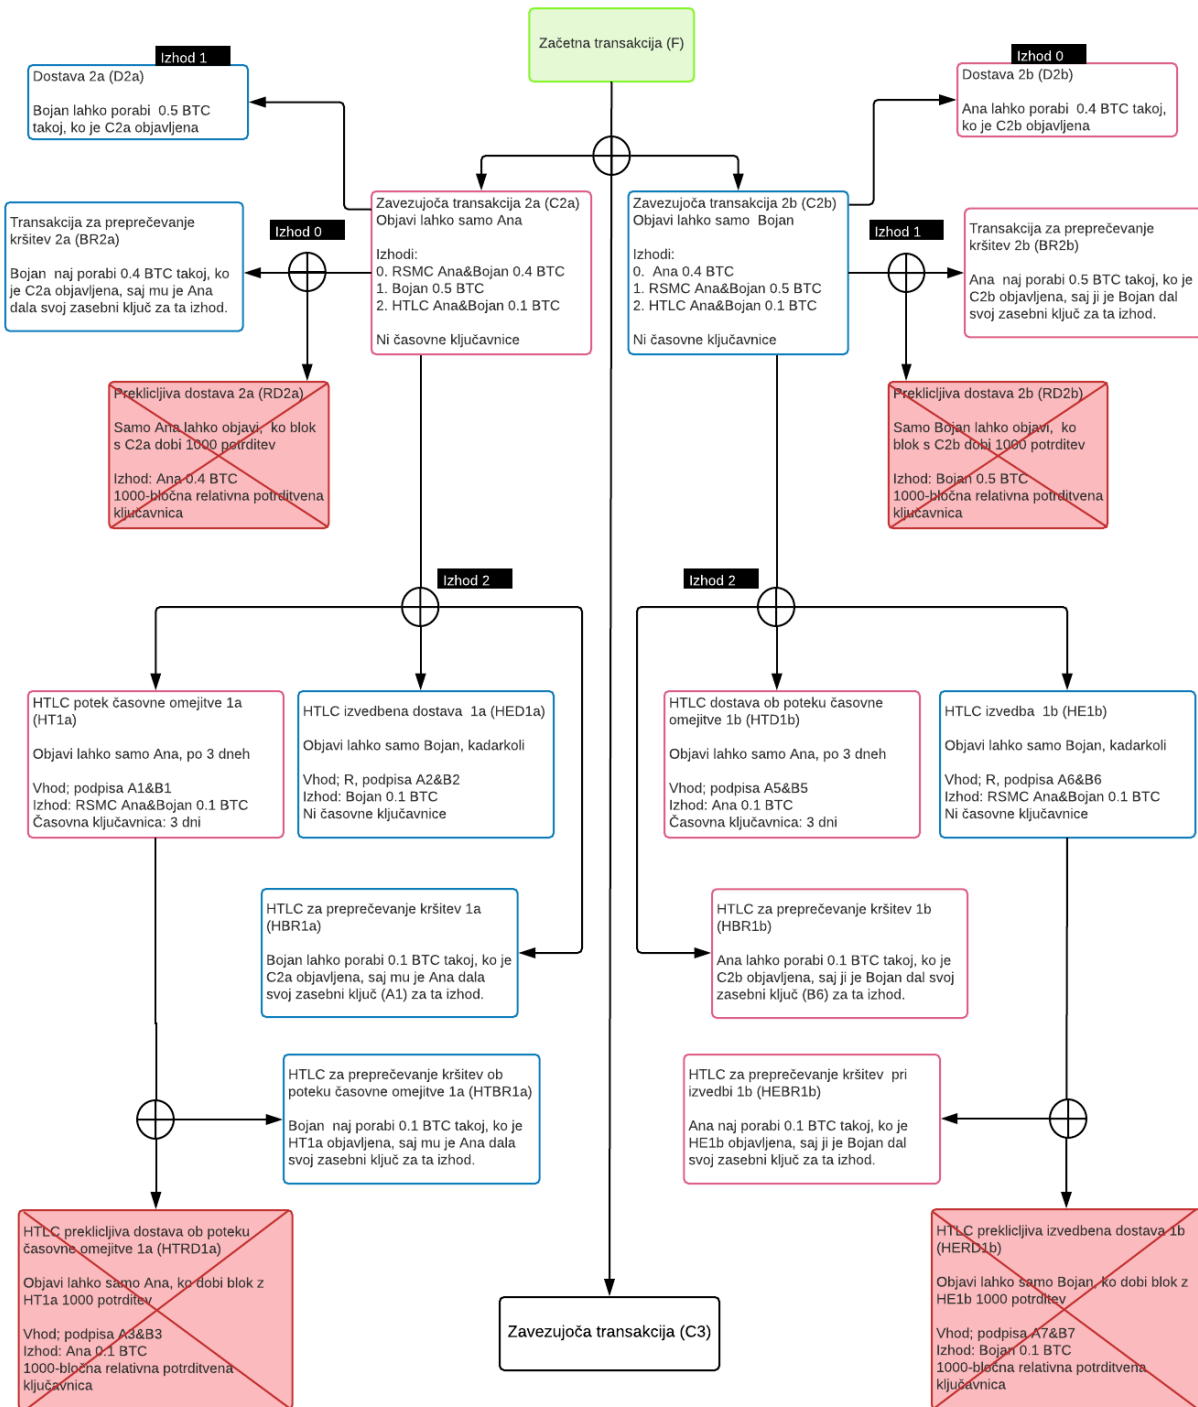 Začetna transakcija (F)
Izhod 1
Dostava 2a (D2a)
Bojan lahko porabi  0.5 BTC
takoj, ko je C2a objavljena
Izhod 0
Dostava 2b (D2b)
Ana lahko porabi  0.4 BTC takoj,
ko je C2b objavljena
Zavezujoča transakcija 2a (C2a)
Objavi lahko samo Ana
Izhodi:
0. RSMC Ana&Bojan 0.4 BTC
1. Bojan 0.5 BTC
2. HTLC Ana&Bojan 0.1 BTC
Ni časovne ključavnice
Zavezujoča transakcija 2b (C2b)
Objavi lahko samo  Bojan
Izhodi:
0.  Ana 0.4 BTC
1. RSMC Ana&Bojan 0.5 BTC
2. HTLC Ana&Bojan 0.1 BTC
Ni časovne ključavnice
Izhod 0
Transakcija za preprečevanje
kršitev 2a (BR2a)
Bojan  naj porabi 0.4 BTC takoj, ko
je C2a objavljena, saj mu je Ana
dala svoj zasebni ključ za ta izhod.
Izhod 1
Transakcija za preprečevanje
kršitev 2b (BR2b)
Ana  naj porabi 0.5 BTC takoj, ko je
C2b objavljena, saj ji je Bojan dal
svoj zasebni ključ za ta izhod.
Preklicljiva dostava 2a (RD2a)
Samo Ana lahko objavi,  ko blok
s C2a dobi 1000 potrditev
Izhod: Ana 0.4 BTC
1000-bločna relativna potrditvena
ključavnica
Preklicljiva dostava 2b (RD2b)
Samo Bojan lahko objavi,  ko
blok s C2b dobi 1000 potrditev
Izhod: Bojan 0.5 BTC
1000-bločna relativna potrditvena
ključavnica
Izhod 2
Izhod 2
HTLC potek časovne omejitve 1a
(HT1a)
Objavi lahko samo Ana, po 3 dneh
Vhod; podpisa A1&B1
Izhod: RSMC Ana&Bojan 0.1 BTC
Časovna ključavnica: 3 dni
HTLC izvedbena dostava  1a (HED1a)
Objavi lahko samo Bojan, kadarkoli
Vhod; R, podpisa A2&B2
Izhod: Bojan 0.1 BTC
Ni časovne ključavnice
HTLC dostava ob poteku časovne
omejitve 1b (HTD1b)
Objavi lahko samo Ana, po 3 dneh
Vhod; podpisa A5&B5
Izhod: Ana 0.1 BTC
Časovna ključavnica: 3 dni
HTLC izvedba  1b (HE1b)
Objavi lahko samo Bojan, kadarkoli
Vhod; R, podpisa A6&B6
Izhod: RSMC Ana&Bojan 0.1 BTC
Ni časovne ključavnice
HTLC za preprečevanje kršitev 1a
(HBR1a)
Bojan lahko porabi 0.1 BTC takoj, ko je
C2a objavljena, saj mu je Ana dala
svoj zasebni ključ (A1) za ta izhod.
HTLC za preprečevanje kršitev 1b
(HBR1b)
Ana lahko porabi 0.1 BTC takoj, ko je
C2b objavljena, saj ji je Bojan dal svoj
zasebni ključ (B6) za ta izhod.
HTLC za preprečevanje kršitev ob
poteku časovne omejitve 1a (HTBR1a)
Bojan  naj porabi 0.1 BTC takoj, ko je
HT1a objavljena, saj mu je Ana dala
svoj zasebni ključ za ta izhod.
HTLC za preprečevanje kršitev  pri
izvedbi 1b (HEBR1b)
Ana naj porabi 0.1 BTC takoj, ko je
HE1b objavljena, saj ji je Bojan dal
svoj zasebni ključ za ta izhod.
HTLC preklicljiva dostava ob poteku
časovne omejitve 1a (HTRD1a)
Objavi lahko samo Ana, ko dobi blok z
HT1a 1000 potrditev
Vhod; podpisa A3&B3
Izhod: Ana 0.1 BTC
1000-bločna relativna potrditvena
ključavnica
Zavezujoča transakcija (C3)
HTLC preklicljiva izvedbena dostava 1b
(HERD1b)
Objavi lahko samo Bojan, ko dobi blok z
HE1b 1000 potrditev
Vhod; podpisa A7&B7
Izhod: Bojan 0.1 BTC
1000-bločna relativna potrditvena
ključavnica